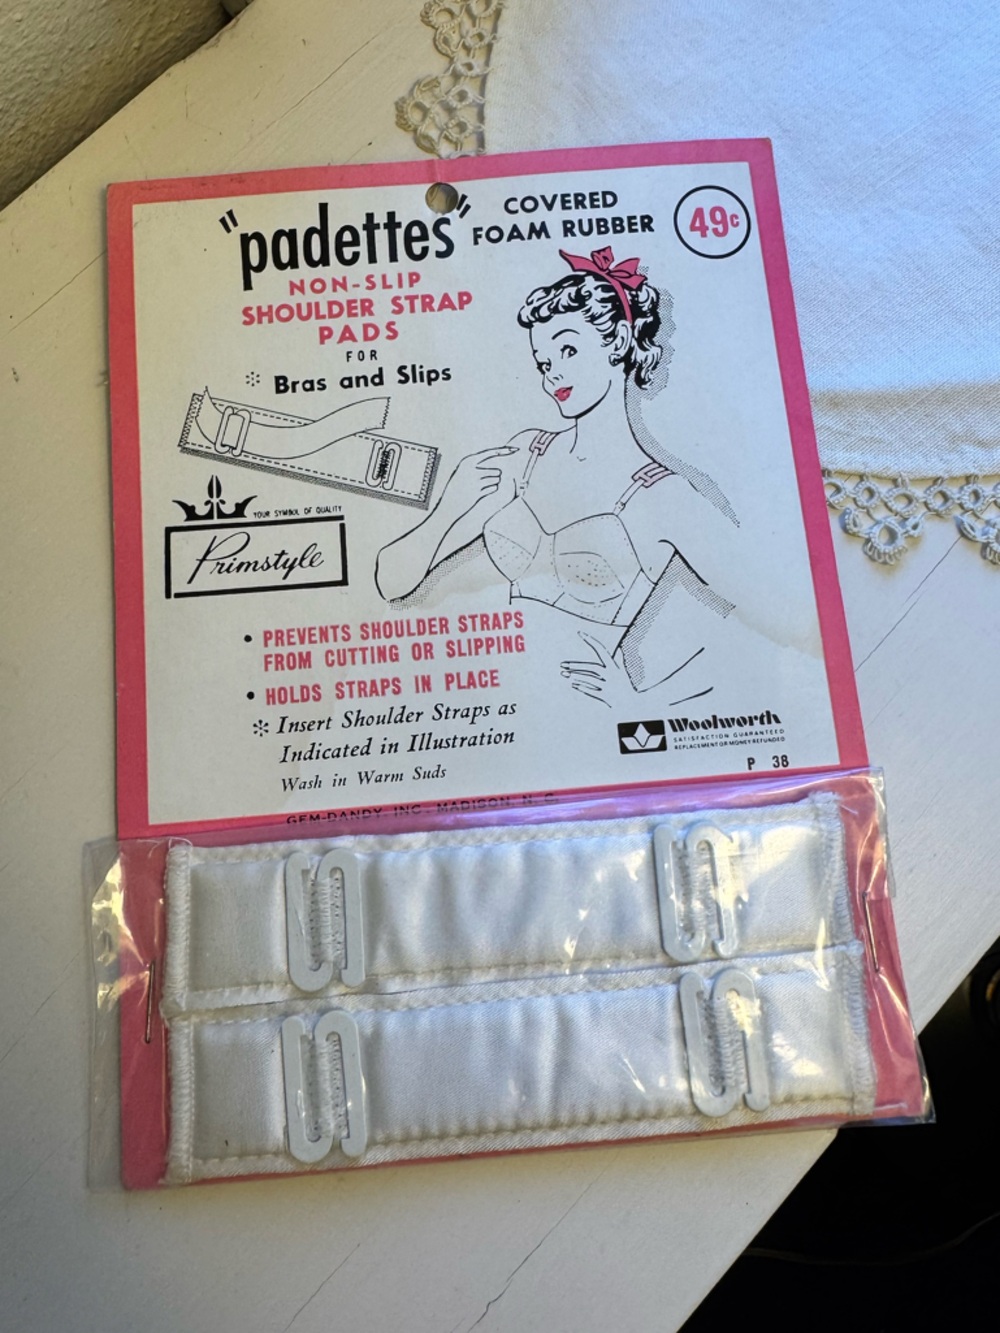 "padettes"
COVERED
FOAM RUBBER
49c
NON-SLIP
SHOULDER STRAP
PADS
FOR
* Bras and Slips
YOUR SYMBOL OF QUALITY
Primstyle
• PREVENTS SHOULDER STRAPS
FROM CUTTING OR SLIPPING
• HOLDS STRAPS IN PLACE
* Insert Shoulder Straps as
Indicated in Illustration
Wash in Warm Suds
Woolworth
SATISFACTION GUARANTEED
REPLACEMENT OR MONEY REFUNDED
P 38
GEM-DANDY, INC. MADISON, N. C.